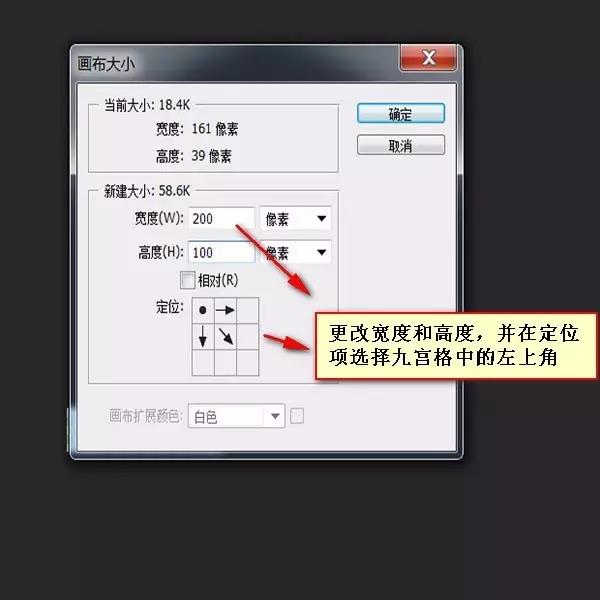 画布大小
X
当前大小: 18.4K
宽度: 161 像素
高度: 39 像素
确定
取消
新建大小: 58.6K
宽度(W): 200 像素
高度(H): 100 像素
相对(R)
定位:
更改宽度和高度，并在定位
项选择九宫格中的左上角
画布扩展颜色: 白色